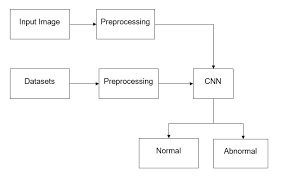 Input Image
Preprocessing
Datasets
Preprocessing
CNN
Normal
Abnormal